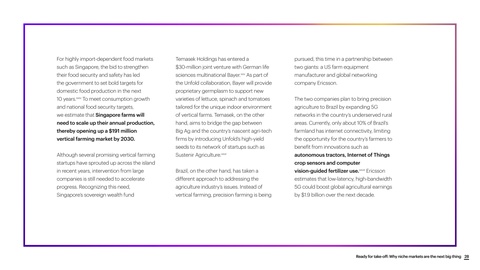 For highly import-dependent markets
such as Singapore, the bid to strengthen
their food security and safety has led
the government to set bold targets for
domestic food production in the next
10 years. To meet consumption growth
and national food security targets,
we estimate that Singapore farms will
need to scale up their annual production,
thereby opening up a $191 million
vertical farming market by 2030.
Although several promising vertical farming
startups have sprouted up across the island
in recent years, intervention from large
companies is still needed to accelerate
progress. Recognizing this need,
Singapore's sovereign wealth fund
Temasek Holdings has entered a
$30-million joint venture with German life
sciences multinational Bayer. As part of
the Unfold collaboration, Bayer will provide
proprietary germplasm to support new
varieties of lettuce, spinach and tomatoes
tailored for the unique indoor environment
of vertical farms. Temasek, on the other
hand, aims to bridge the gap between
Big Ag and the country's nascent agri-tech
firms by introducing Unfold's high-yield
seeds to its network of startups such as
Sustenir Agriculture.
Brazil, on the other hand, has taken a
different approach to addressing the
agriculture industry's issues. Instead of
vertical farming, precision farming is being
pursued, this time in a partnership between
two giants: a US farm equipment
manufacturer and global networking
company Ericsson.
The two companies plan to bring precision
agriculture to Brazil by expanding 5G
networks in the country's underserved rural
areas. Currently, only about 10% of Brazil's
farmland has internet connectivity, limiting
the opportunity for the country's farmers to
benefit from innovations such as
autonomous tractors, Internet of Things
crop sensors and computer
vision-guided fertilizer use. Ericsson
estimates that low-latency, high-bandwidth
5G could boost global agricultural earnings
by $1.9 billion over the next decade.
Ready for take-off: Why niche markets are the next big thing